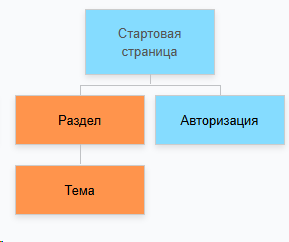 Стартовая
страница
Раздел
Авторизация
Тема